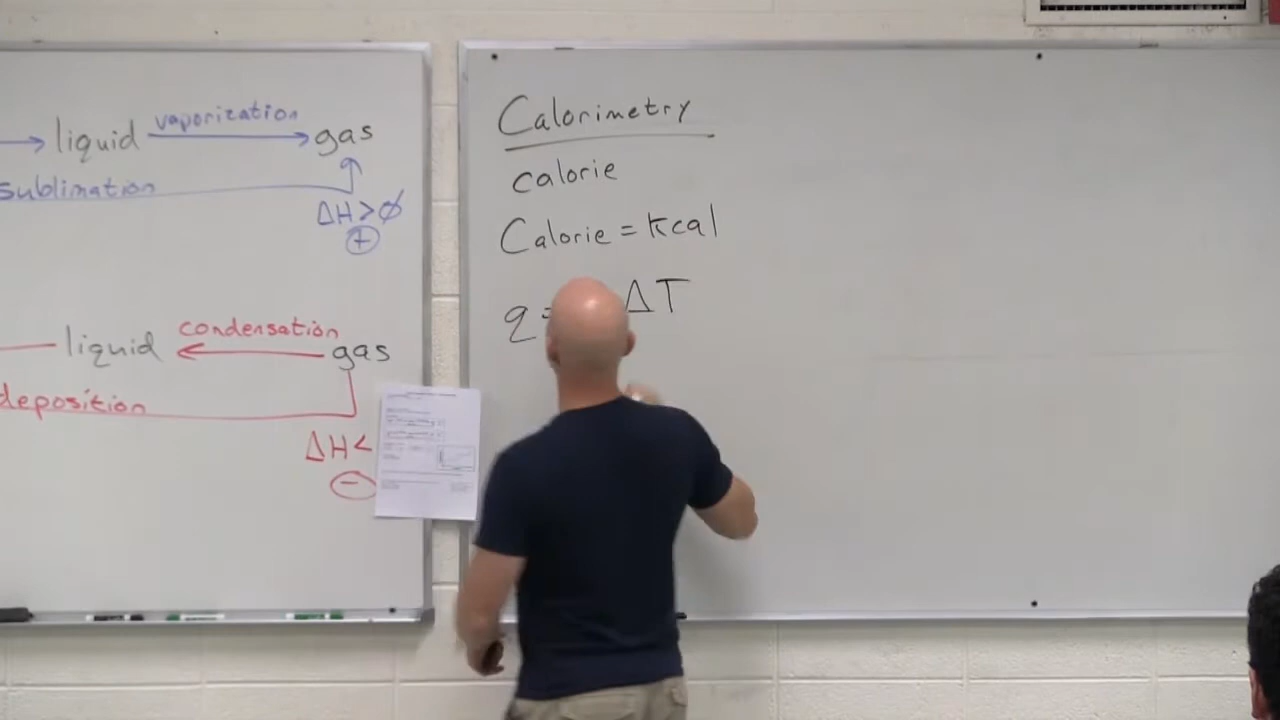 vaporization
liquid → gas
sublimation
ΔH>∅
+
condensation
liquid ← gas
deposition
ΔH<
−
Calorimetry
calorie
Calorie = kcal
q = ΔT